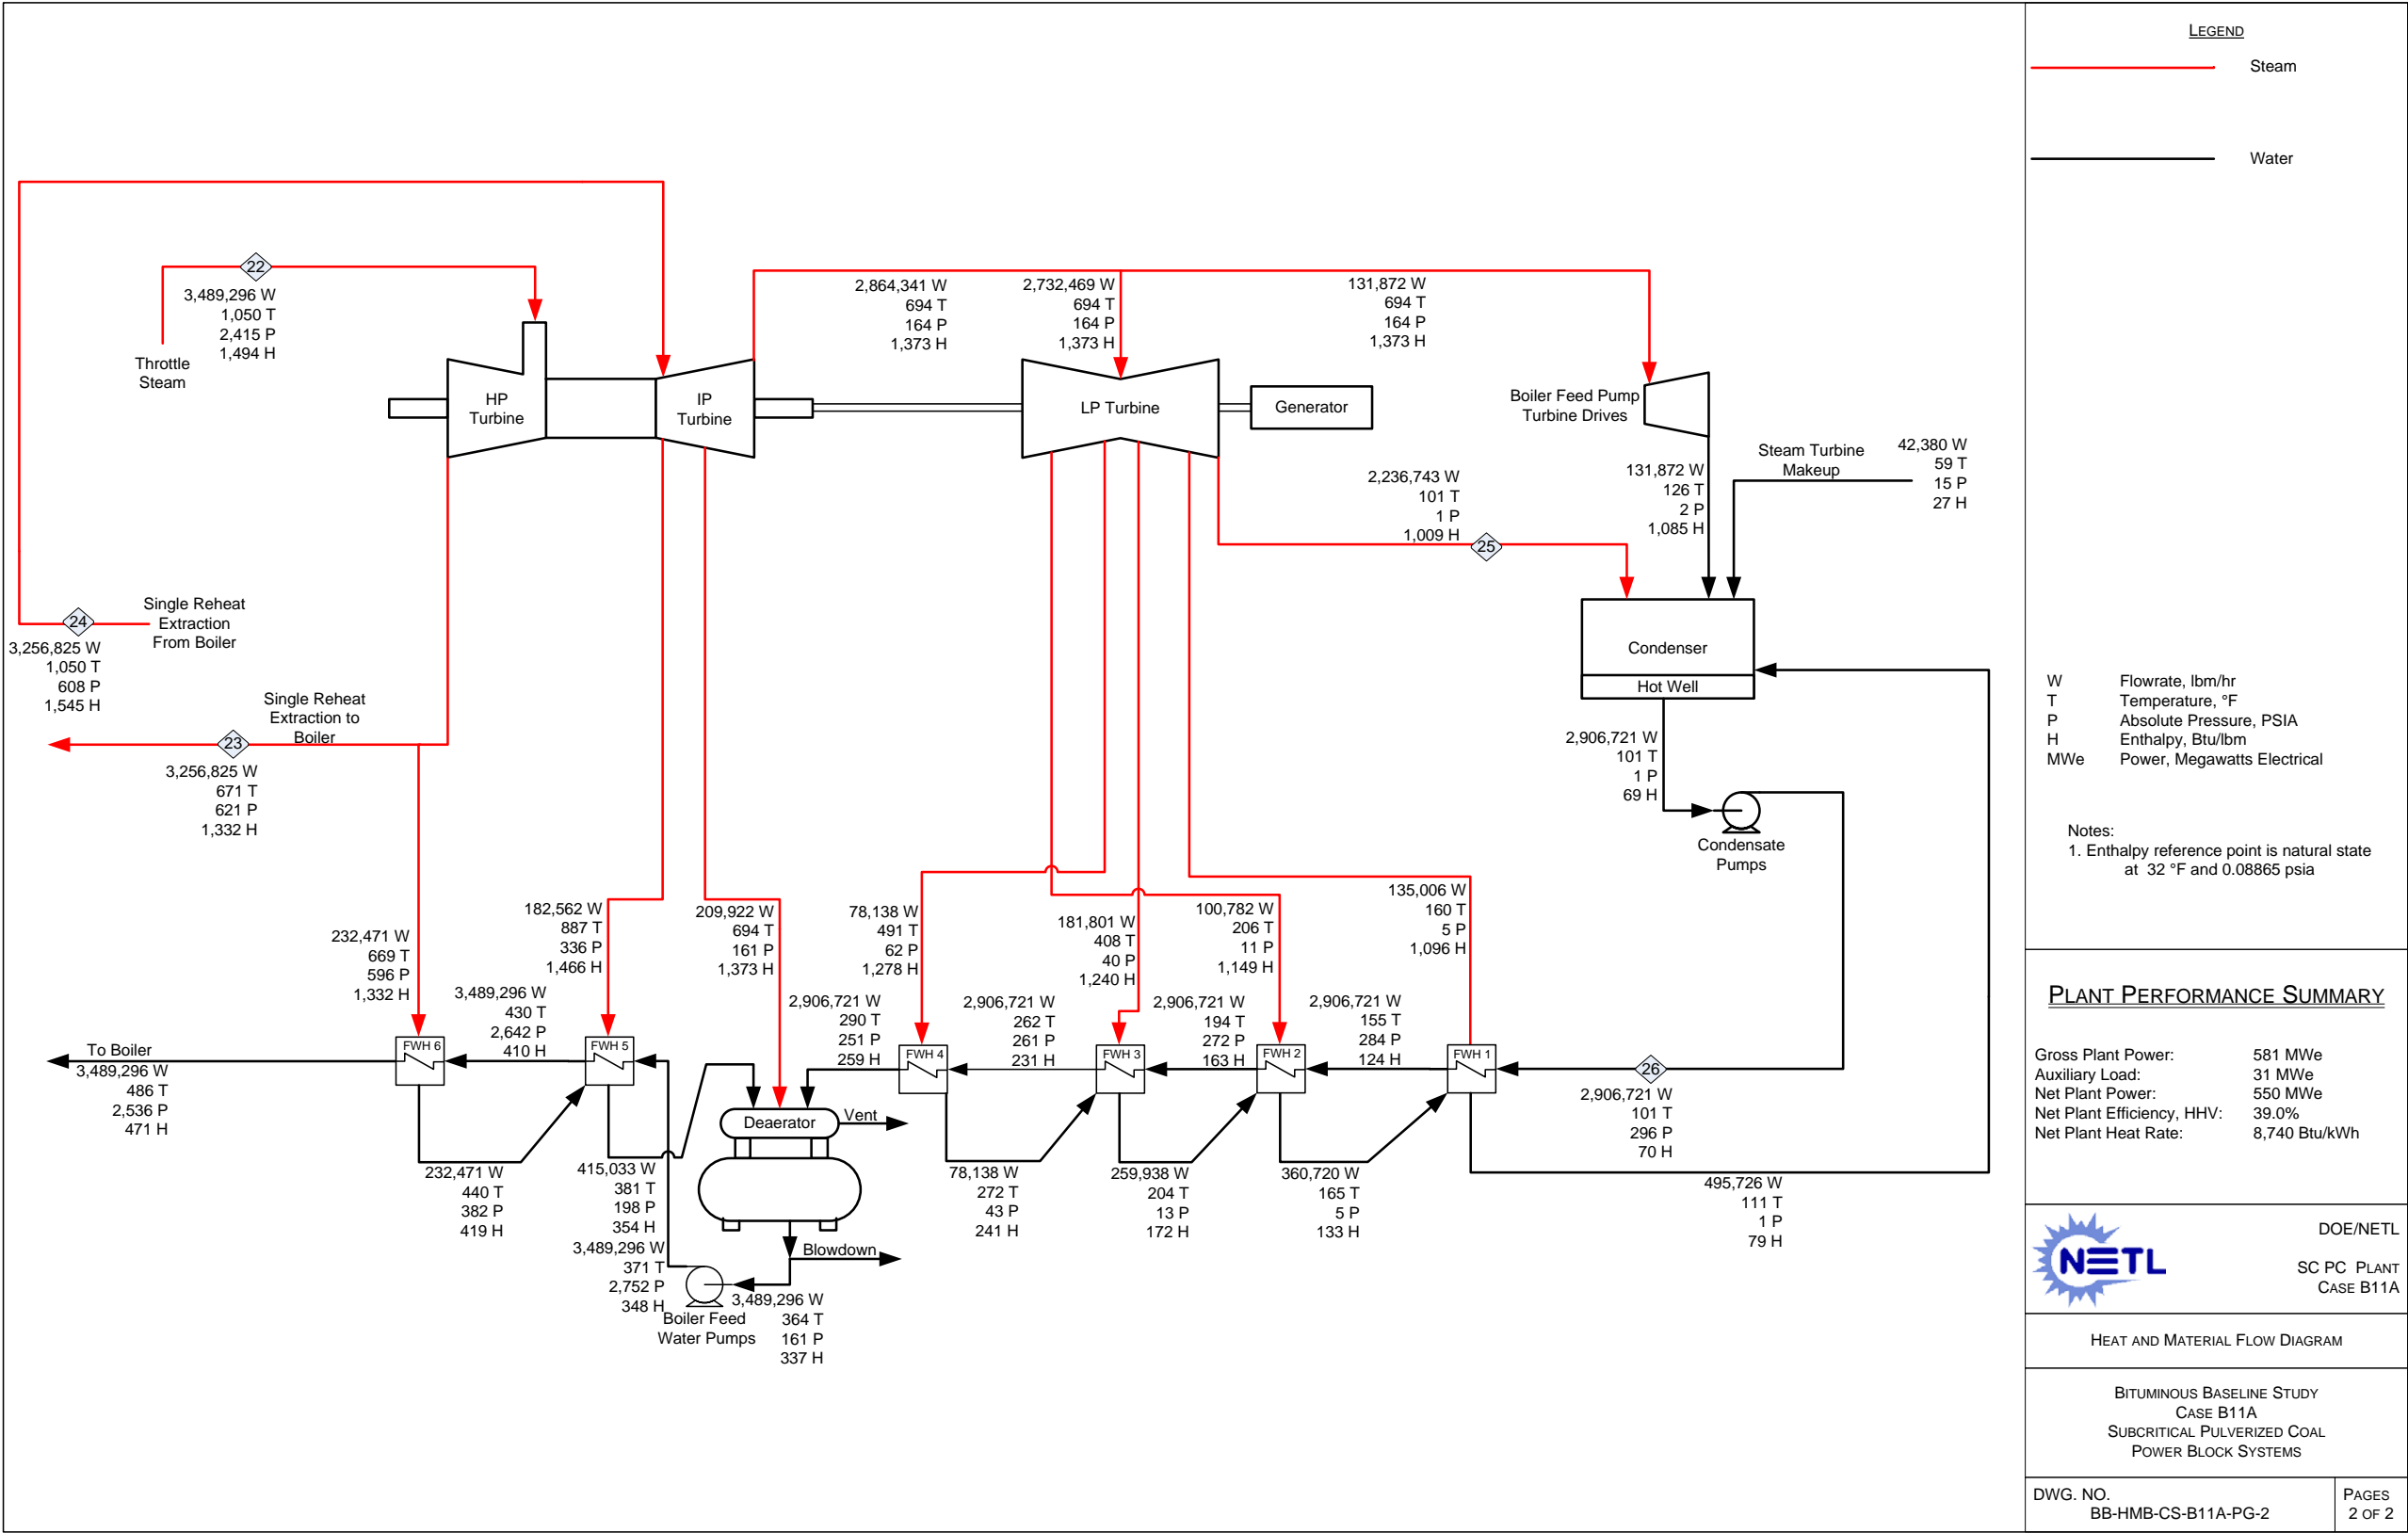 LEGEND
Steam
Water
22
3,489,296 W
1,050 T
2,415 P
1,494 H
Throttle
Steam
2,864,341 W
694 T
164 P
1,373 H
2,732,469 W
694 T
164 P
1,373 H
131,872 W
694 T
164 P
1,373 H
HP
Turbine
IP
Turbine
LP Turbine
Generator
Boiler Feed Pump
Turbine Drives
Steam Turbine
Makeup
42,380 W
59 T
15 P
27 H
2,236,743 W
101 T
1 P
1,009 H
25
131,872 W
126 T
2 P
1,085 H
24
Single Reheat
Extraction
From Boiler
3,256,825 W
1,050 T
608 P
1,545 H
Single Reheat
Extraction to
Boiler
23
3,256,825 W
671 T
621 P
1,332 H
Condenser
Hot Well
2,906,721 W
101 T
1 P
69 H
Condensate
Pumps
W Flowrate, lbm/hr
T Temperature, °F
P Absolute Pressure, PSIA
H Enthalpy, Btu/lbm
MWe Power, Megawatts Electrical
Notes:
1. Enthalpy reference point is natural state
at 32 °F and 0.08865 psia
232,471 W
669 T
596 P
1,332 H
182,562 W
887 T
336 P
1,466 H
209,922 W
694 T
161 P
1,373 H
78,138 W
491 T
62 P
1,278 H
181,801 W
408 T
40 P
1,240 H
100,782 W
206 T
11 P
1,149 H
135,006 W
160 T
5 P
1,096 H
3,489,296 W
430 T
2,642 P
410 H
2,906,721 W
290 T
251 P
259 H
2,906,721 W
262 T
261 P
231 H
2,906,721 W
194 T
272 P
163 H
2,906,721 W
155 T
284 P
124 H
FWH 6
FWH 5
FWH 4
FWH 3
FWH 2
FWH 1
To Boiler
3,489,296 W
486 T
2,536 P
471 H
26
2,906,721 W
101 T
296 P
70 H
Deaerator
Vent
232,471 W
440 T
382 P
419 H
415,033 W
381 T
198 P
354 H
78,138 W
272 T
43 P
241 H
259,938 W
204 T
13 P
172 H
360,720 W
165 T
5 P
133 H
495,726 W
111 T
1 P
79 H
3,489,296 W
371 T
2,752 P
348 H
Blowdown
Boiler Feed
Water Pumps
3,489,296 W
364 T
161 P
337 H
PLANT PERFORMANCE SUMMARY
Gross Plant Power: 581 MWe
Auxiliary Load: 31 MWe
Net Plant Power: 550 MWe
Net Plant Efficiency, HHV: 39.0%
Net Plant Heat Rate: 8,740 Btu/kWh
NETL
DOE/NETL
SC PC PLANT
CASE B11A
HEAT AND MATERIAL FLOW DIAGRAM
BITUMINOUS BASELINE STUDY
CASE B11A
SUBCRITICAL PULVERIZED COAL
POWER BLOCK SYSTEMS
DWG. NO.
BB-HMB-CS-B11A-PG-2
PAGES
2 OF 2